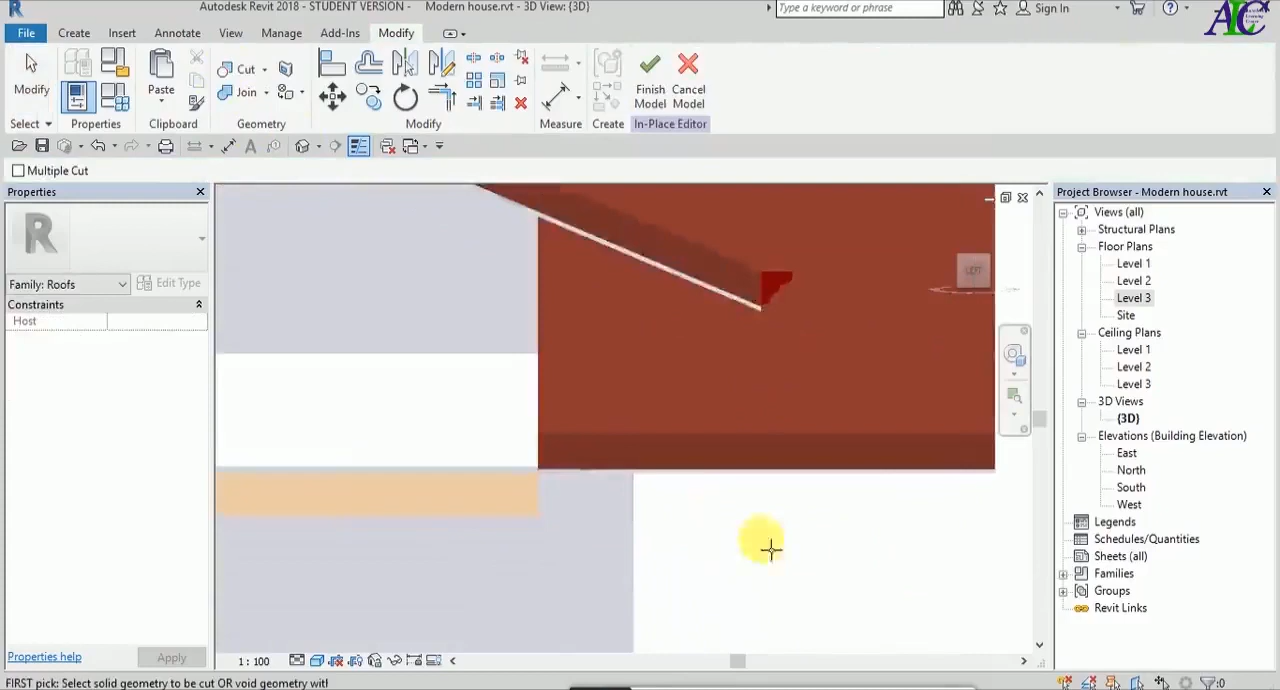 Autodesk Revit 2018 - STUDENT VERSION - Modern house.rvt - 3D View: {3D}
Type a keyword or phrase
Sign In
ALC
File Create Insert Annotate View Manage Add-Ins Modify
Modify
Paste
Cut
Join
Finish Model
Cancel Model
Select Properties Clipboard Geometry Modify Measure Create In-Place Editor
Multiple Cut
Properties
Family: Roofs
Edit Type
Constraints
Host
Properties help
Apply
Project Browser - Modern house.rvt
Views (all)
Structural Plans
Floor Plans
Level 1
Level 2
Level 3
Site
Ceiling Plans
Level 1
Level 2
Level 3
3D Views
{3D}
Elevations (Building Elevation)
East
North
South
West
Legends
Schedules/Quantities
Sheets (all)
Families
Groups
Revit Links
1 : 100
FIRST pick: Select solid geometry to be cut OR void geometry with
:0